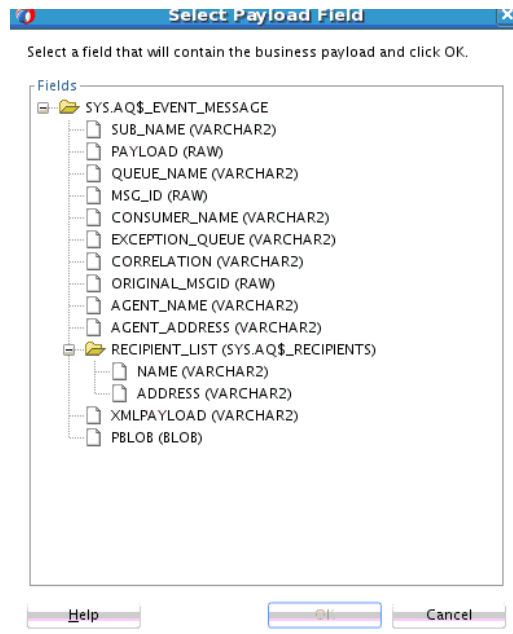 Select Payload Field
Select a field that will contain the business payload and click OK.
Fields
SYS.AQ$_EVENT_MESSAGE
SUB_NAME (VARCHAR2)
PAYLOAD (RAW)
QUEUE_NAME (VARCHAR2)
MSG_ID (RAW)
CONSUMER_NAME (VARCHAR2)
EXCEPTION_QUEUE (VARCHAR2)
CORRELATION (VARCHAR2)
ORIGINAL_MSGID (RAW)
AGENT_NAME (VARCHAR2)
AGENT_ADDRESS (VARCHAR2)
RECIPIENT_LIST (SYS.AQ$_RECIPIENTS)
NAME (VARCHAR2)
ADDRESS (VARCHAR2)
XMLPAYLOAD (VARCHAR2)
PBLOB (BLOB)
Help OK Cancel